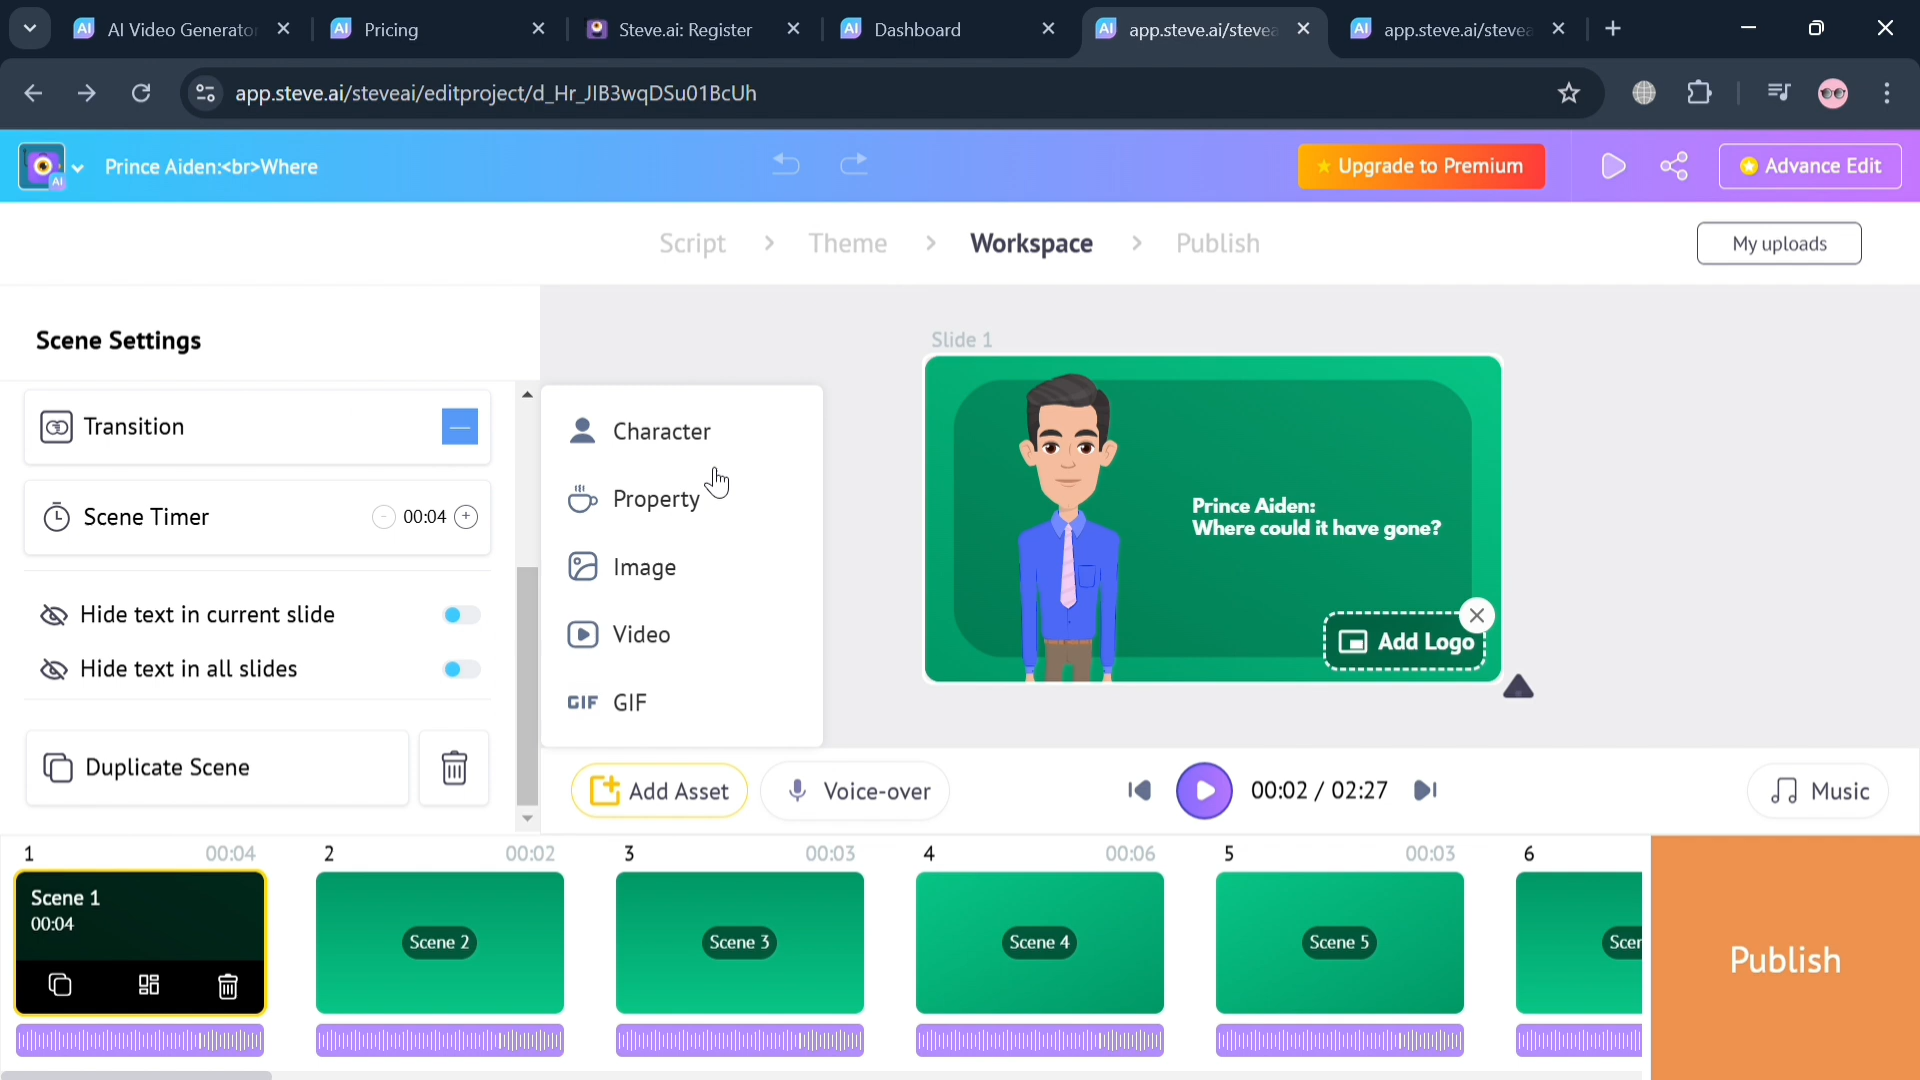 AI Video Generator
Pricing
Steve.ai: Register
Dashboard
app.steve.ai/stevea
app.steve.ai/stevea
app.steve.ai/steveai/editproject/d_Hr_JIB3wqDSu01BcUh
AI
Prince Aiden:<br>Where
Upgrade to Premium
Advance Edit
Script
Theme
Workspace
Publish
My uploads
Scene Settings
Transition
Scene Timer
00:04
Hide text in current slide
Hide text in all slides
Duplicate Scene
Character
Property
Image
Video
GIF GIF
Slide 1
Prince Aiden:
Where could it have gone?
Add Logo
Add Asset
Voice-over
00:02 / 02:27
Music
1 00:04
2 00:02
3 00:03
4 00:06
5 00:03
6
Scene 1
00:04
Scene 2
Scene 3
Scene 4
Scene 5
Scer
Publish